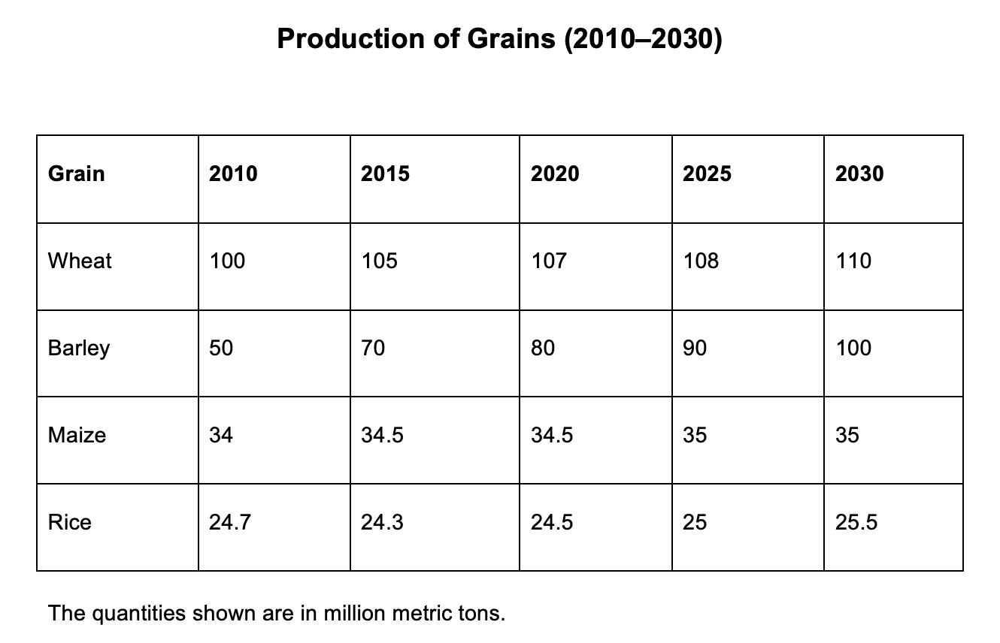 Production of Grains (2010–2030)
Grain 2010 2015 2020 2025 2030
Wheat 100 105 107 108 110
Barley 50 70 80 90 100
Maize 34 34.5 34.5 35 35
Rice 24.7 24.3 24.5 25 25.5
The quantities shown are in million metric tons.